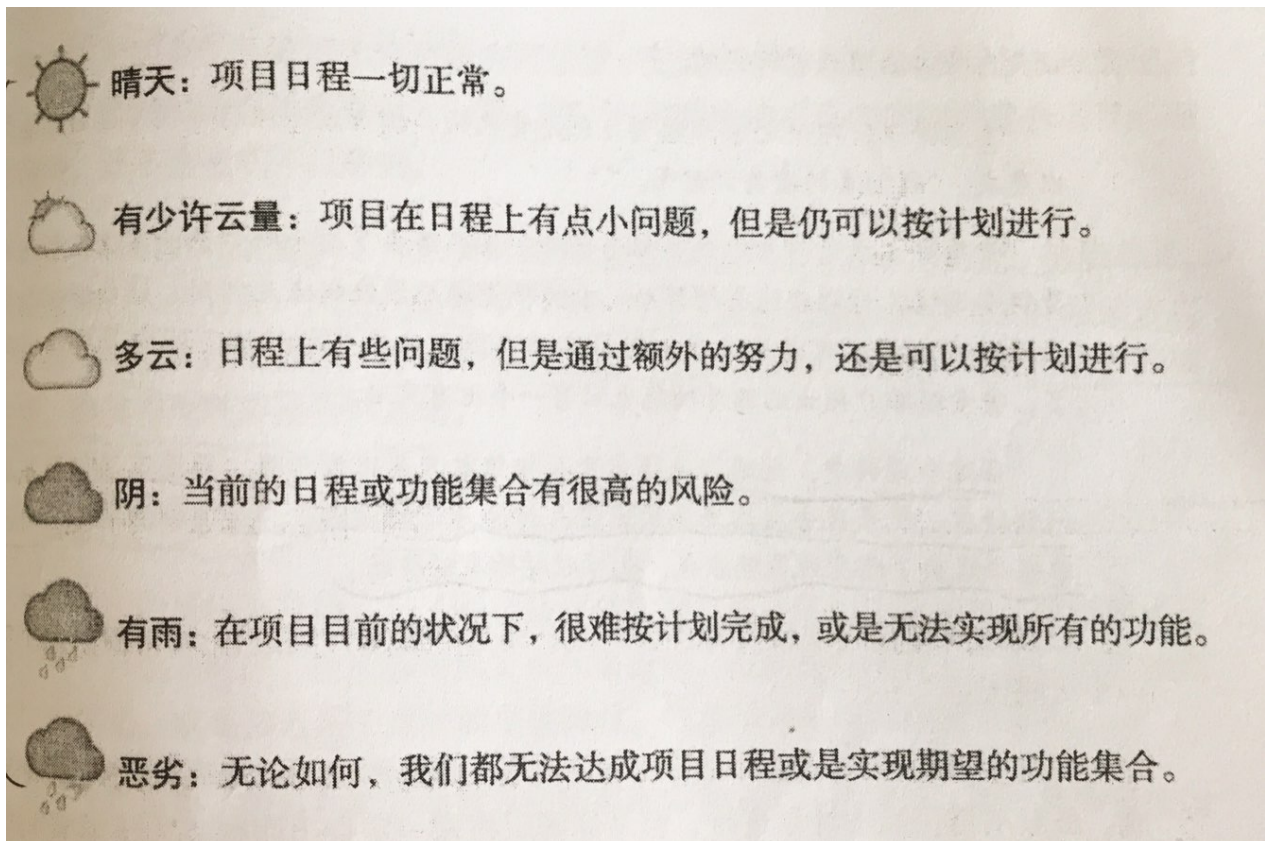 晴天：项目日程一切正常。
有少许云量：项目在日程上有点小问题，但是仍可以按计划进行。
多云：日程上有些问题，但是通过额外的努力，还是可以按计划进行。
阴：当前的日程或功能集合有很高的风险。
有雨：在项目目前的状况下，很难按计划完成，或是无法实现所有的功能。
恶劣：无论如何，我们都无法达成项目日程或是实现期望的功能集合。